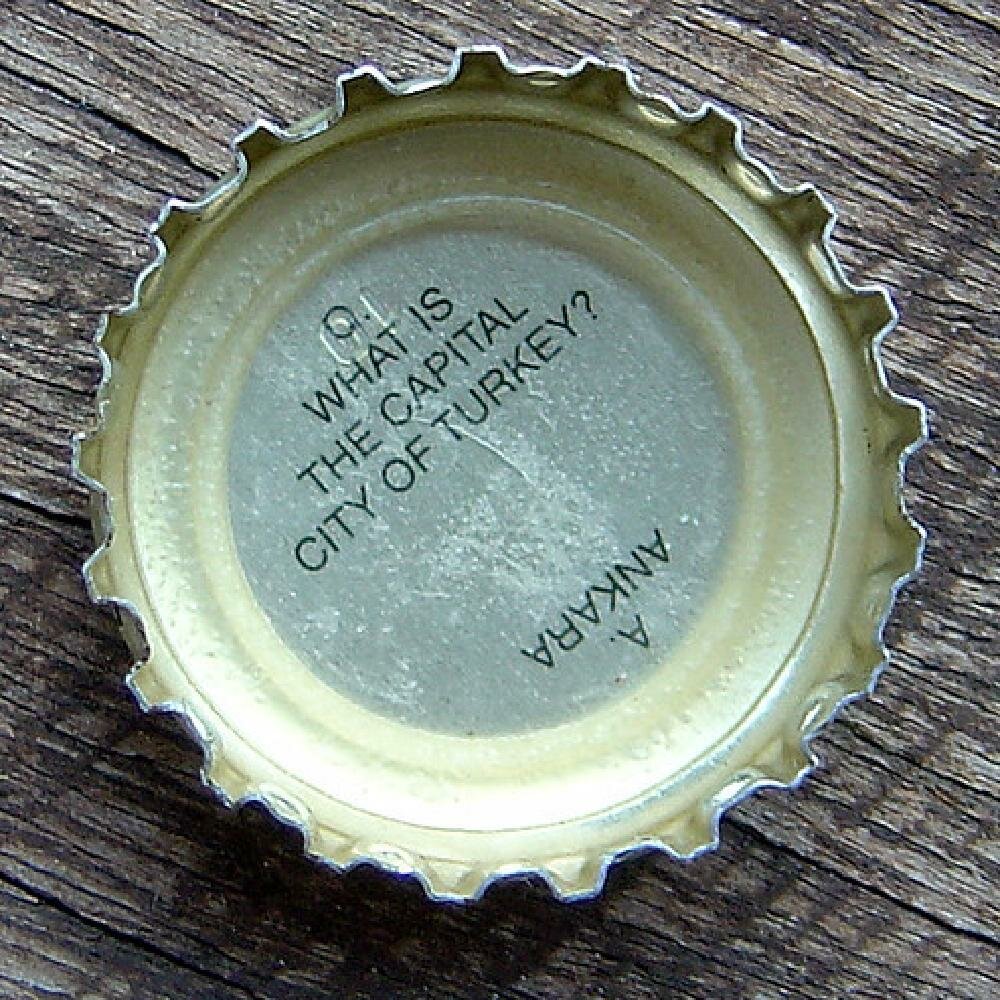 Q.
WHAT IS
THE CAPITAL
CITY OF TURKEY?
A.
ANKARA